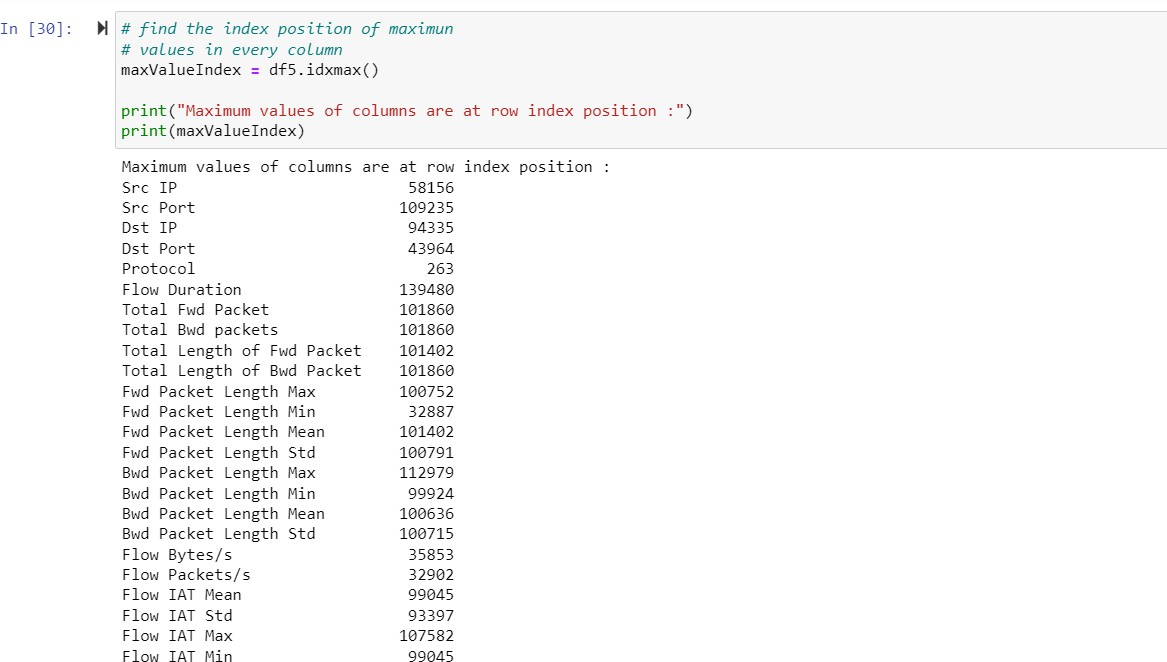 In [30]:
# find the index position of maximun
# values in every column
maxValueIndex = df5.idxmax()
print("Maximum values of columns are at row index position :")
print(maxValueIndex)
Maximum values of columns are at row index position :
Src IP 58156
Src Port 109235
Dst IP 94335
Dst Port 43964
Protocol 263
Flow Duration 139480
Total Fwd Packet 101860
Total Bwd packets 101860
Total Length of Fwd Packet 101402
Total Length of Bwd Packet 101860
Fwd Packet Length Max 100752
Fwd Packet Length Min 32887
Fwd Packet Length Mean 101402
Fwd Packet Length Std 100791
Bwd Packet Length Max 112979
Bwd Packet Length Min 99924
Bwd Packet Length Mean 100636
Bwd Packet Length Std 100715
Flow Bytes/s 35853
Flow Packets/s 32902
Flow IAT Mean 99045
Flow IAT Std 93397
Flow IAT Max 107582
Flow IAT Min 99045